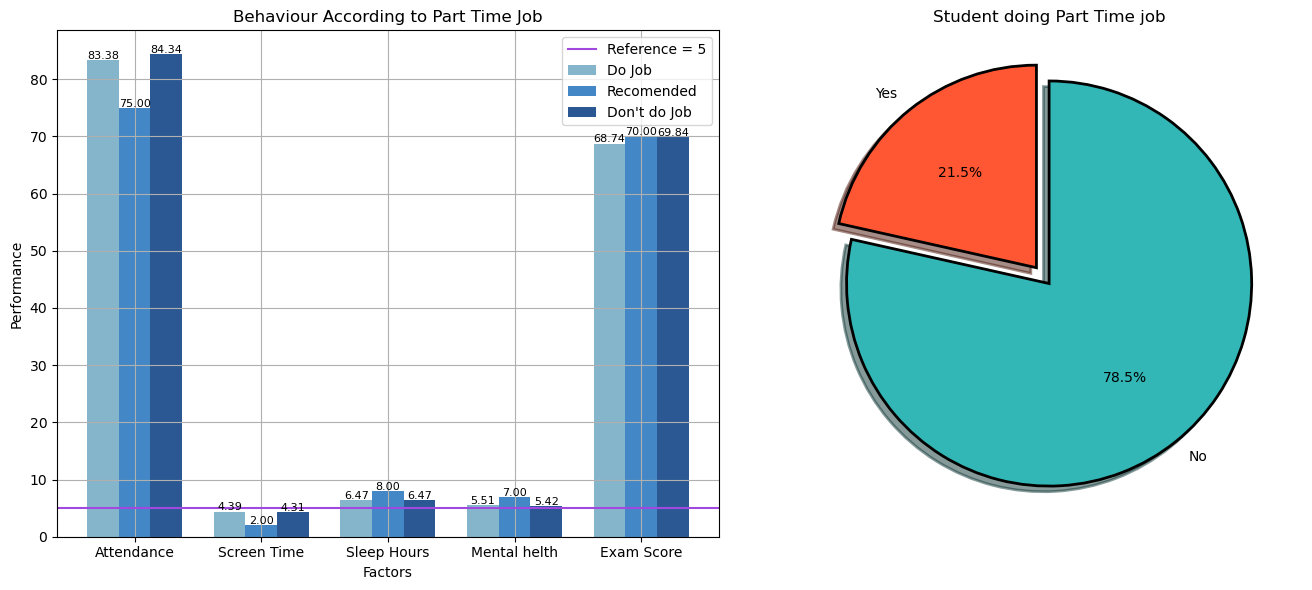 Behaviour According to Part Time Job
Performance
80
70
60
50
40
30
20
10
0
83.38
75.00
84.34
4.39
2.00
4.31
6.47
8.00
6.47
5.51
7.00
5.42
68.74
70.00
69.84
Reference = 5
Do Job
Recomended
Don't do Job
Attendance
Screen Time
Sleep Hours
Mental helth
Exam Score
Factors
Student doing Part Time job
Yes
21.5%
78.5%
No